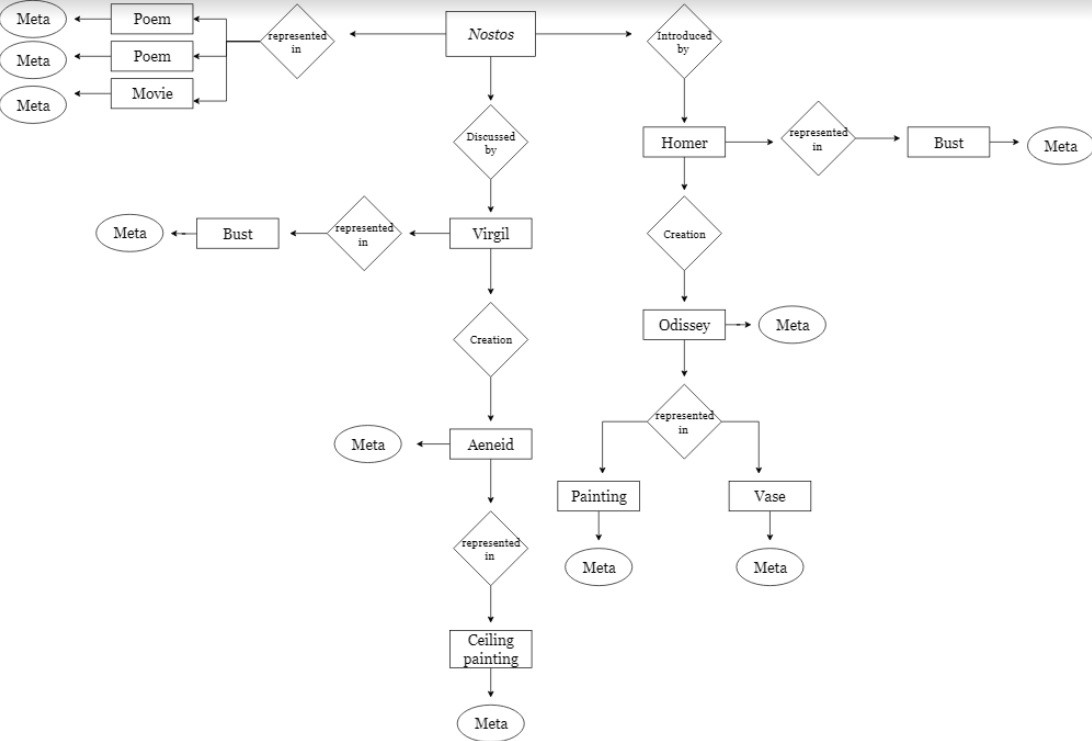 Meta
Poem
represented
in
Nostos
Introduced
by
Meta
Poem
Meta
Movie
Discussed
by
Homer
represented
in
Bust
Meta
Meta
Bust
represented
in
Virgil
Creation
Creation
Odissey
Meta
Meta
Aeneid
represented
in
Painting
Vase
represented
in
Meta
Meta
Ceiling
painting
Meta